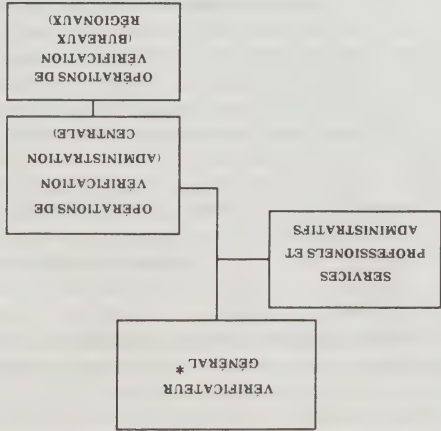 VÉRIFICATEUR
GÉNÉRAL *
SERVICES
PROFESSIONELS ET
ADMINISTRATIFS
OPÉRATIONS DE
VÉRIFICATION
(ADMINISTRATION
CENTRALE)
OPÉRATIONS DE
VÉRIFICATION
(BUREAUX
RÉGIONAUX)